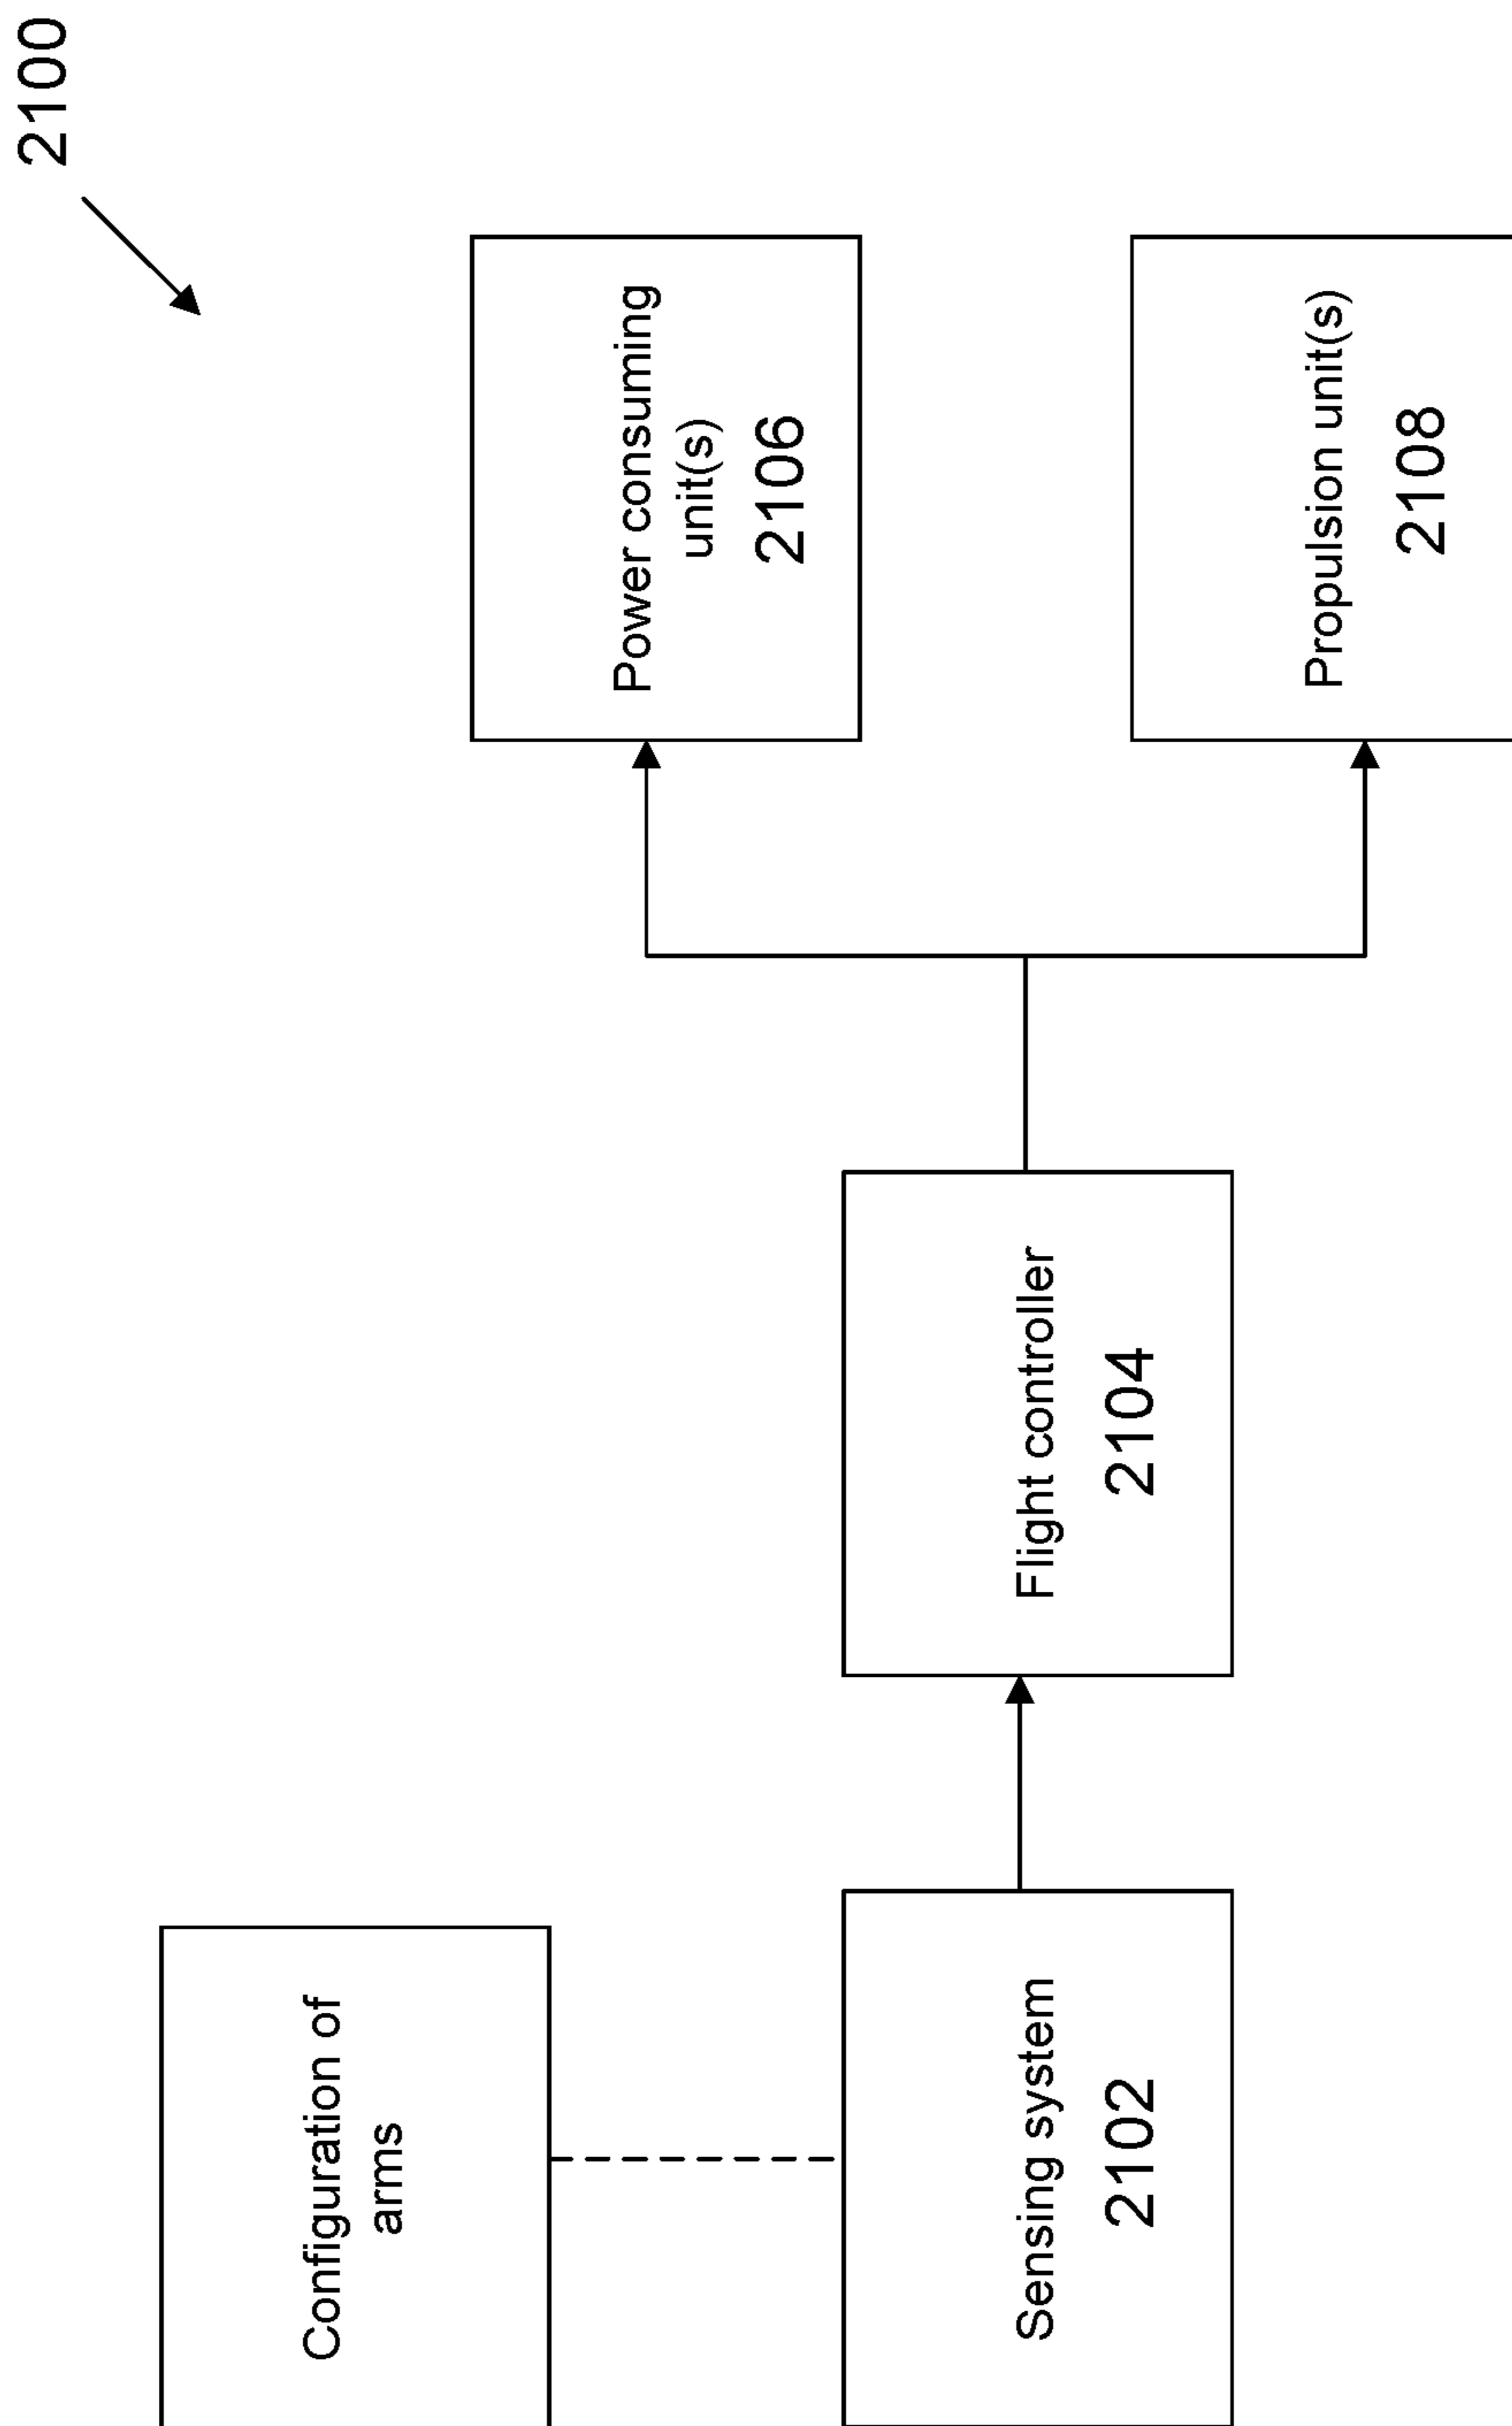 2100
Configuration of
arms
Sensing system
2102
Flight controller
2104
Power consuming
unit(s)
2106
Propulsion unit(s)
2108